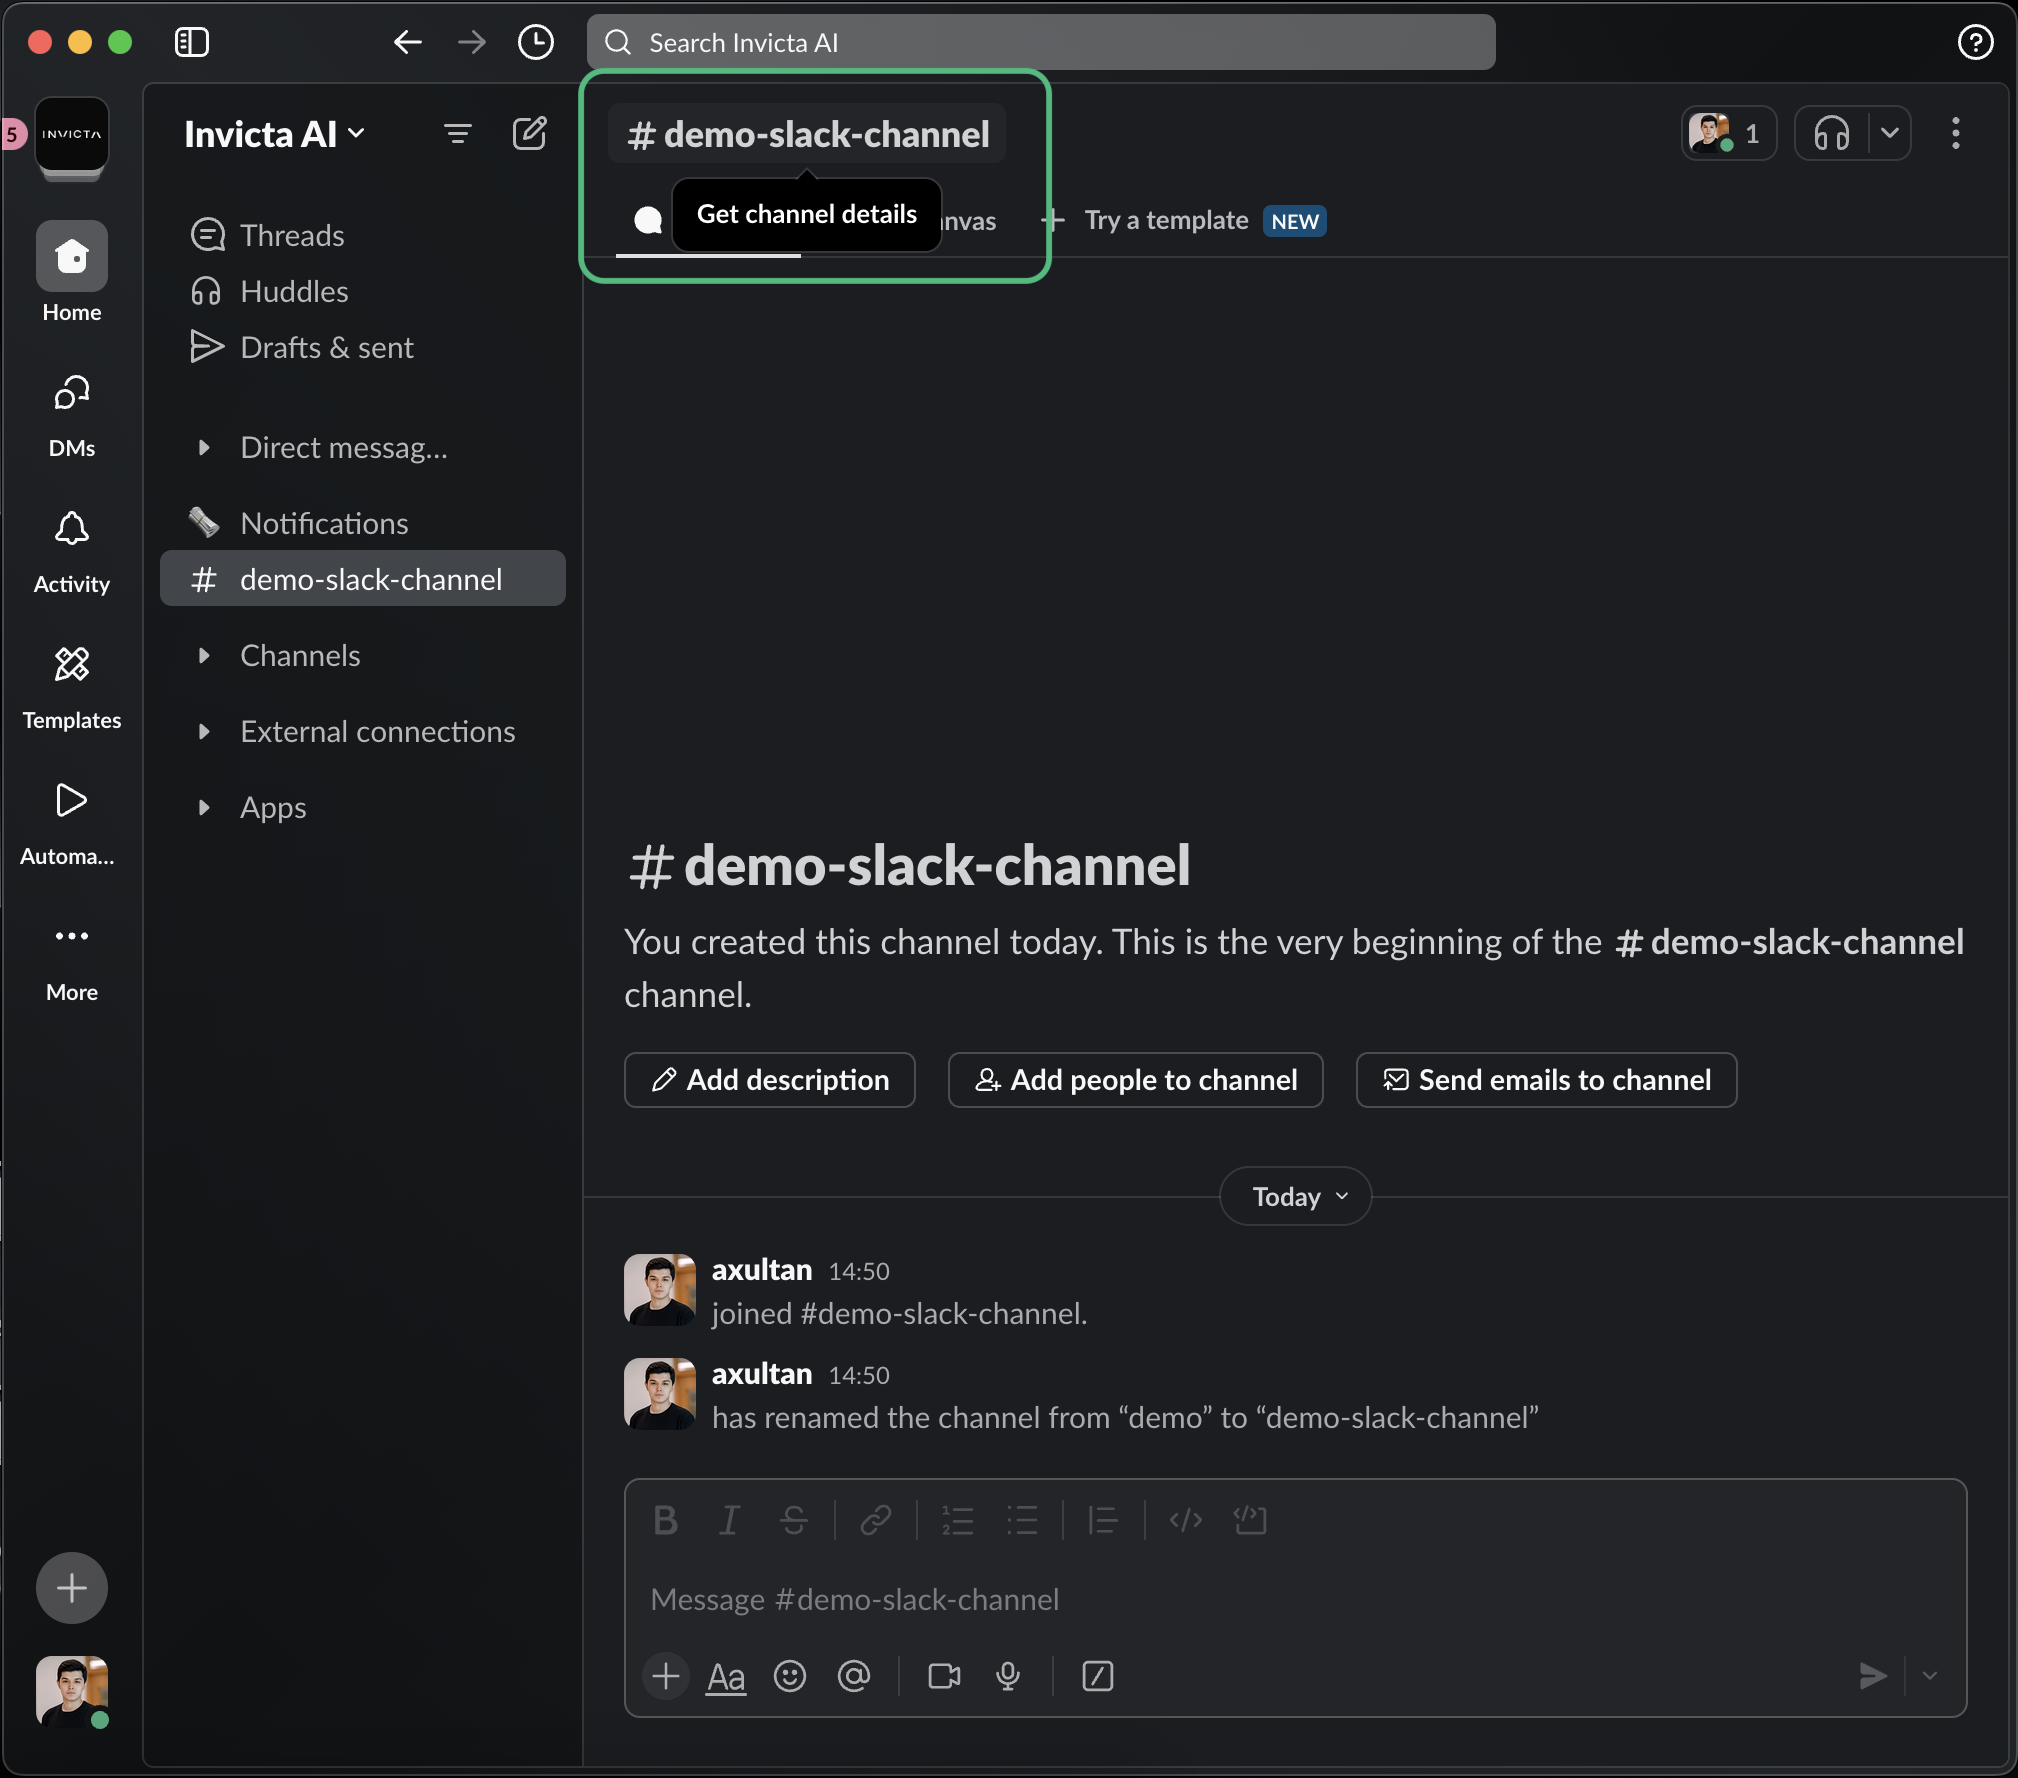 Search Invicta AI
5
INVICTA
Home
DMs
Activity
Templates
Automa...
More
Invicta AI
Threads
Huddles
Drafts & sent
Direct messag...
Notifications
# demo-slack-channel
Channels
External connections
Apps
# demo-slack-channel
1
Get channel details
nvas
+ Try a template NEW
# demo-slack-channel
You created this channel today. This is the very beginning of the # demo-slack-channel
channel.
Add description
Add people to channel
Send emails to channel
Today
axultan 14:50
joined #demo-slack-channel.
axultan 14:50
has renamed the channel from “demo” to “demo-slack-channel”
Message #demo-slack-channel
Aa